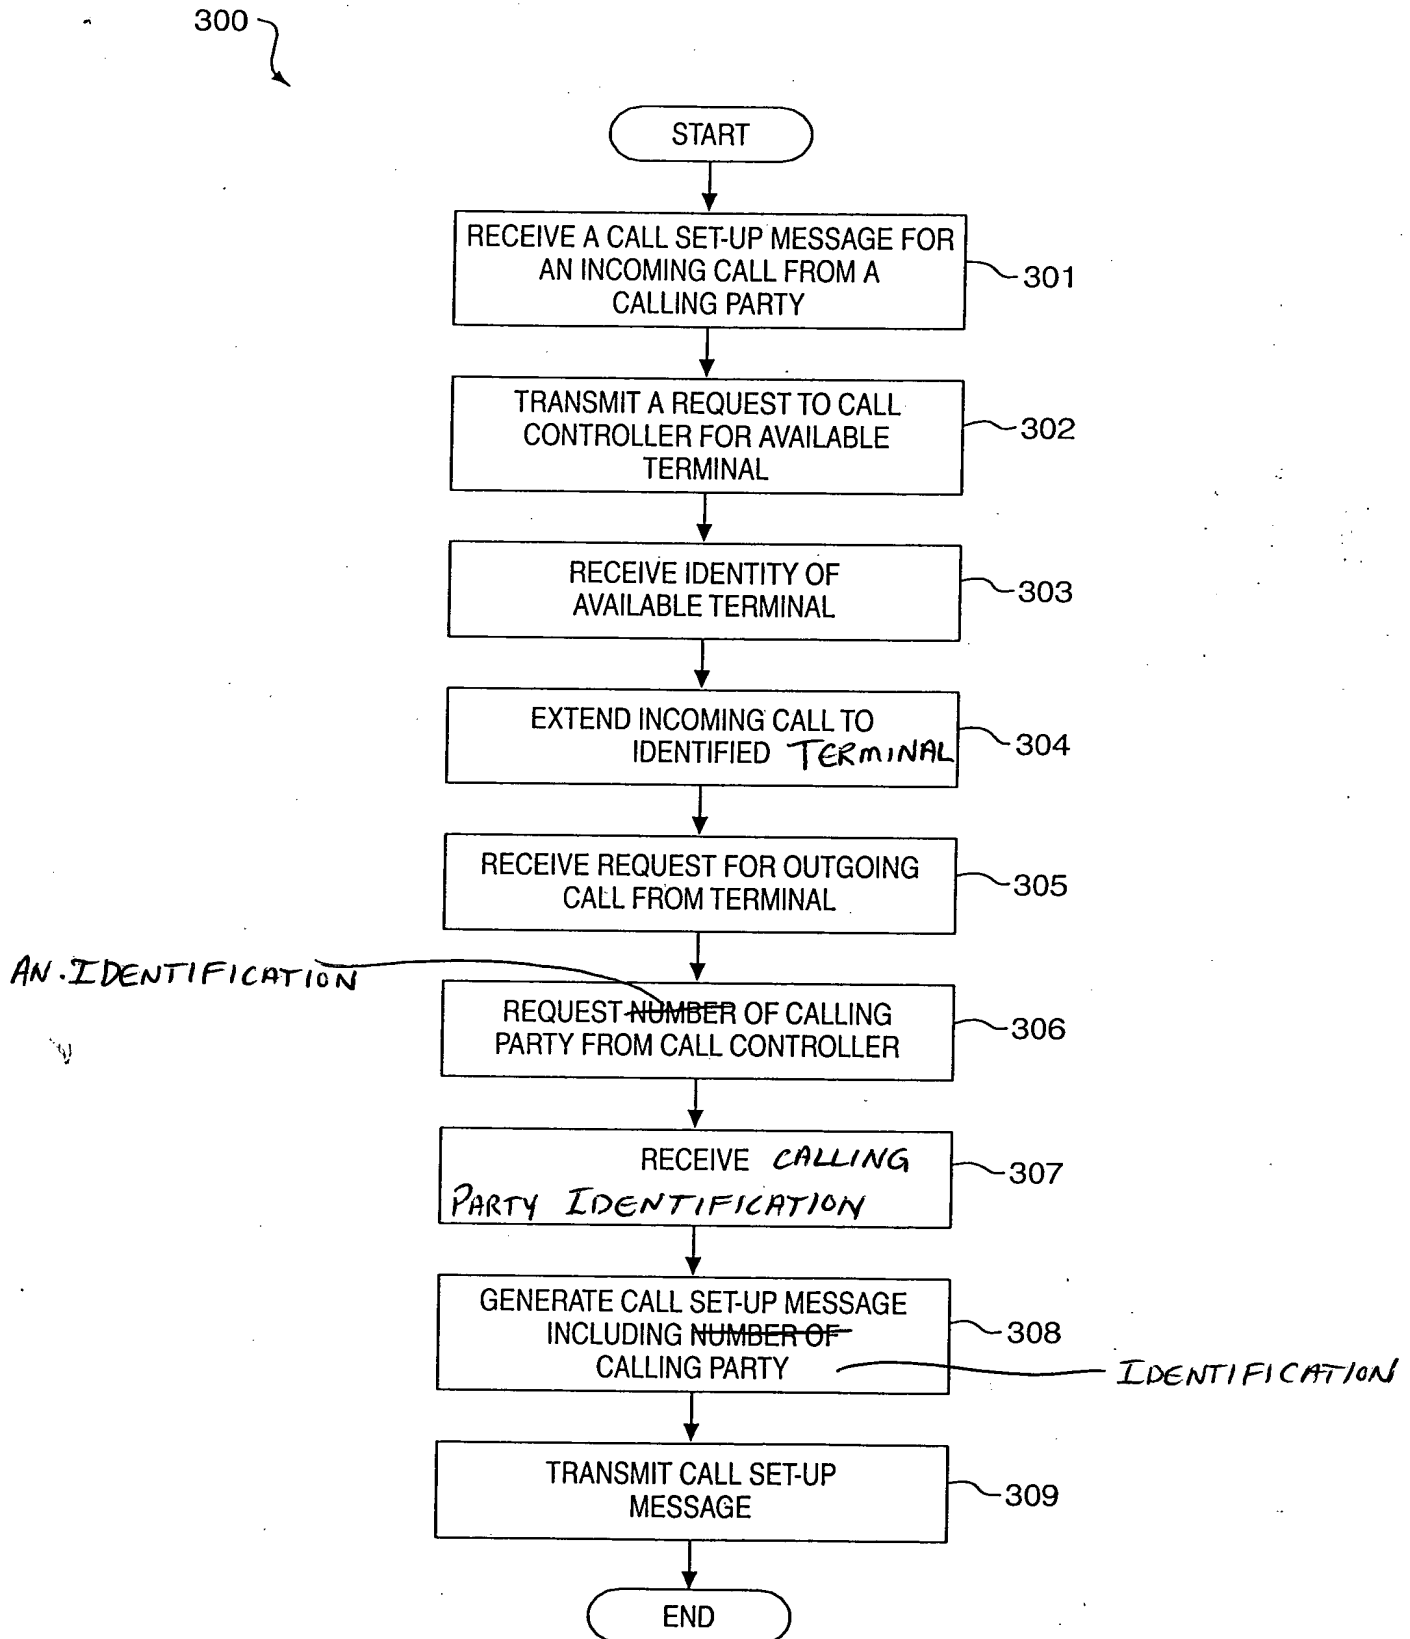 300
START
RECEIVE A CALL SET-UP MESSAGE FOR
AN INCOMING CALL FROM A
CALLING PARTY
301
TRANSMIT A REQUEST TO CALL
CONTROLLER FOR AVAILABLE
TERMINAL
302
RECEIVE IDENTITY OF
AVAILABLE TERMINAL
303
EXTEND INCOMING CALL TO
IDENTIFIED TERMINAL
304
RECEIVE REQUEST FOR OUTGOING
CALL FROM TERMINAL
305
AN IDENTIFICATION
REQUEST NUMBER OF CALLING
PARTY FROM CALL CONTROLLER
306
RECEIVE CALLING
PARTY IDENTIFICATION
307
GENERATE CALL SET-UP MESSAGE
INCLUDING NUMBER OF
CALLING PARTY
308
IDENTIFICATION
TRANSMIT CALL SET-UP
MESSAGE
309
END